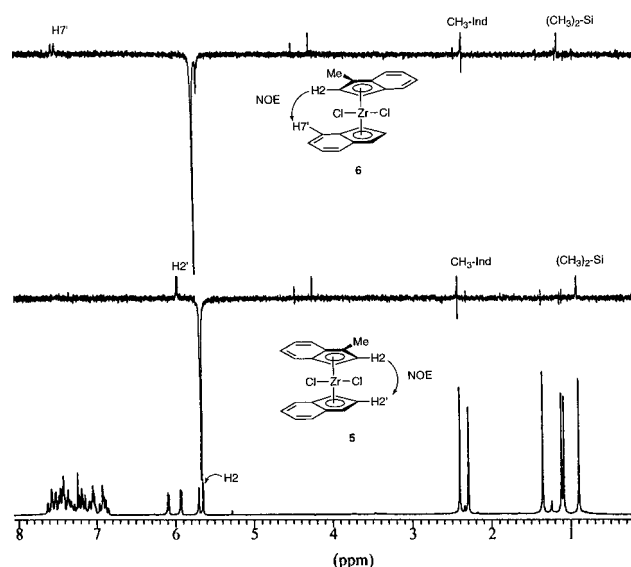 H7'
CH₃-Ind
(CH₃)₂-Si
Me
NOE
H2
Cl Zr Cl
H7'
6
H2'
CH₃-Ind
(CH₃)₂-Si
Me
H2
NOE
Cl Zr Cl
H2'
5
H2
8 7 6 5 4 3 2 1
(ppm)